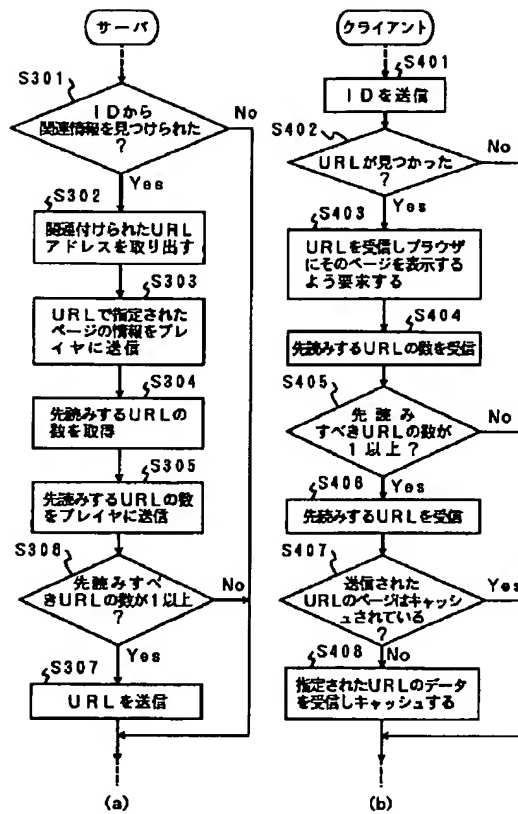 サーバ
S301
IDから
関連情報を見つけられた
?
No
Yes
S302
関連付けられたURL
アドレスを取り出す
S303
URLで指定された
ページの情報をプレ
イヤに送信
S304
先読みするURLの
数を取得
S305
先読みするURLの数
をプレイヤに送信
S306
先読みすべ
きURLの数が1以上
?
No
Yes
S307
URLを送信
(a)
クライアント
S401
IDを送信
S402
URLが見つかった
?
No
Yes
S403
URLを受信しブラウザ
にそのページを表示する
よう要求する
S404
先読みするURLの数を受信
S405
先読み
すべきURLの数が
1以上?
No
Yes
S406
先読みするURLを受信
S407
送信された
URLのページはキャッシ
ュされている
?
Yes
No
S408
指定されたURLのデータ
を受信しキャッシュする
(b)